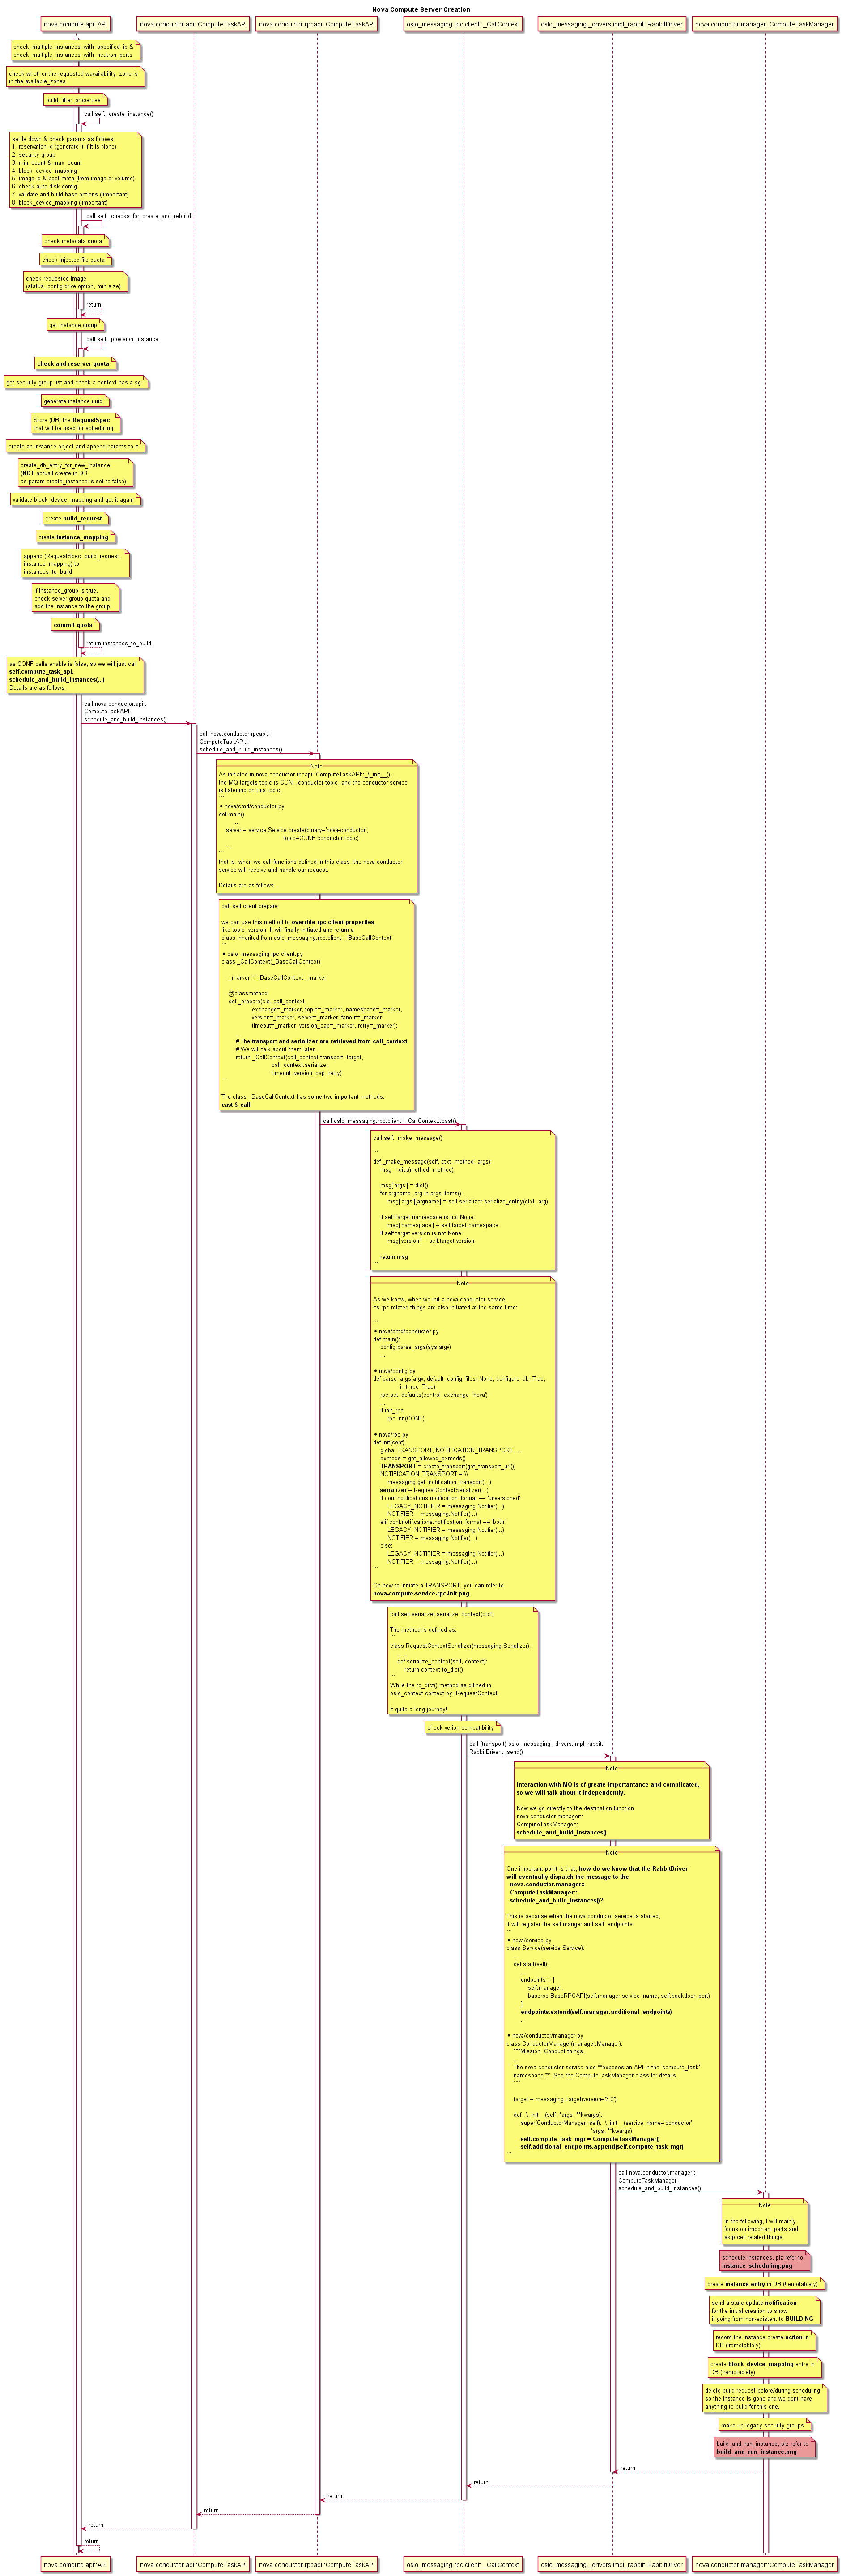 Nova Compute Server Creation
nova.compute.api::API
nova.conductor.api::ComputeTaskAPI
nova.conductor.rpcapi::ComputeTaskAPI
oslo_messaging.rpc.client::_CallContext
oslo_messaging._drivers.impl_rabbit::RabbitDriver
nova.conductor.manager::ComputeTaskManager
check_multiple_instances_with_specified_ip &
check_multiple_instances_with_neutron_ports
check whether the requested wavailability_zone is
in the available_zones
build_filter_properties
call self._create_instance()
settle down & check params as follows:
1. reservation id (generate it if it is None)
2. security group
3. min_count & max_count
4. block_device_mapping
5. image id & boot meta (from image or volume)
6. check auto disk config
7. validate and build base options (!important)
8. block_device_mapping (!important)
call self._checks_for_create_and_rebuild
check metadata quota
check injected file quota
check requested image
(status, config drive option, min size)
return
get instance group
call self._provision_instance
check and reserver quota
get security group list and check a context has a sg
generate instance uuid
Store (DB) the RequestSpec
that will be used for scheduling
create an instance object and append params to it
create_db_entry_for_new_instance
(NOT actuall create in DB
as param create_instance is set to false)
validate block_device_mapping and get it again
create build_request
create instance_mapping
append (RequestSpec, build_request,
instance_mapping) to
instances_to_build
if instance_group is true,
check server group quota and
add the instance to the group
commit quota
return instances_to_build
as CONF.cells.enable is false, so we will just call
self.compute_task_api.
schedule_and_build_instances(...)
Details are as follows.
call nova.conductor.api::
ComputeTaskAPI::
schedule_and_build_instances()
call nova.conductor.rpcapi::
ComputeTaskAPI::
schedule_and_build_instances()
Note
As initiated in nova.conductor.rpcapi::ComputeTaskAPI::_\_init__(),
the MQ targets topic is CONF.conductor.topic, and the conductor service
is listening on this topic:
```
● nova/cmd/conductor.py
def main():
...
server = service.Service.create(binary='nova-conductor',
topic=CONF.conductor.topic)
...
```
that is, when we call functions defined in this class, the nova conductor
service will receive and handle our request.
Details are as follows.
call self.client.prepare
we can use this method to override rpc client properties,
like topic, version. It will finally initiated and return a
class inherited from oslo_messaging.rpc.client::_BaseCallContext:
```
● oslo_messaging.rpc.client.py
class _CallContext(_BaseCallContext):
_marker = _BaseCallContext._marker
@classmethod
def _prepare(cls, call_context,
exchange=_marker, topic=_marker, namespace=_marker,
version=_marker, server=_marker, fanout=_marker,
timeout=_marker, version_cap=_marker, retry=_marker):
...
# The transport and serializer are retrieved from call_context
# We will talk about them later.
return _CallContext(call_context.transport, target,
call_context.serializer,
timeout, version_cap, retry)
```
The class _BaseCallContext has some two important methods:
cast & call
call oslo_messaging.rpc.client::_CallContext::cast()
call self._make_message():
```
def _make_message(self, ctxt, method, args):
msg = dict(method=method)
msg['args'] = dict()
for argname, arg in args.items():
msg['args'][argname] = self.serializer.serialize_entity(ctxt, arg)
if self.target.namespace is not None:
msg['namespace'] = self.target.namespace
if self.target.version is not None:
msg['version'] = self.target.version
return msg
```
Note
As we know, when we init a nova conductor service,
its rpc related things are also initiated at the same time:
```
● nova/cmd/conductor.py
def main():
config.parse_args(sys.argv)
...
● nova/config.py
def parse_args(argv, default_config_files=None, configure_db=True,
init_rpc=True):
rpc.set_defaults(control_exchange='nova')
...
if init_rpc:
rpc.init(CONF)
● nova/rpc.py
def init(conf):
global TRANSPORT, NOTIFICATION_TRANSPORT, ...
exmods = get_allowed_exmods()
TRANSPORT = create_transport(get_transport_url())
NOTIFICATION_TRANSPORT = \\
messaging.get_notification_transport(...)
serializer = RequestContextSerializer(...)
if conf.notifications.notification_format == 'unversioned':
LEGACY_NOTIFIER = messaging.Notifier(...)
NOTIFIER = messaging.Notifier(...)
elif conf.notifications.notification_format == 'both':
LEGACY_NOTIFIER = messaging.Notifier(...)
NOTIFIER = messaging.Notifier(...)
else:
LEGACY_NOTIFIER = messaging.Notifier(...)
NOTIFIER = messaging.Notifier(...)
```
On how to initiate a TRANSPORT, you can refer to
nova-compute-service-rpc-init.png.
call self.serializer.serialize_context(ctxt)
The method is defined as:
```
class RequestContextSerializer(messaging.Serializer):
......
def serialize_context(self, context):
return context.to_dict()
```
While the to_dict() method as difined in
oslo_context.context.py::RequestContext.
It quite a long journey!
check verion compatibility
call (transport) oslo_messaging._drivers.impl_rabbit::
RabbitDriver::_send()
Note
Interaction with MQ is of greate importantance and complicated,
so we will talk about it independently.
Now we go directly to the destination function
nova.conductor.manager::
ComputeTaskManager::
schedule_and_build_instances()
Note
One important point is that, how do we know that the RabbitDriver
will eventually dispatch the message to the
nova.conductor.manager::
ComputeTaskManager::
schedule_and_build_instances()?
This is because when the nova conductor service is started,
it will register the self.manger and self. endpoints:
```
● nova/service.py
class Service(service.Service):
...
def start(self):
...
endpoints = [
self.manager,
baserpc.BaseRPCAPI(self.manager.service_name, self.backdoor_port)
]
endpoints.extend(self.manager.additional_endpoints)
...
● nova/conductor/manager.py
class ConductorManager(manager.Manager):
"""Mission: Conduct things.
...
The nova-conductor service also **exposes an API in the 'compute_task'
namespace.** See the ComputeTaskManager class for details.
"""
target = messaging.Target(version='3.0')
def _\_init__(self, *args, **kwargs):
super(ConductorManager, self)._\_init__(service_name='conductor',
*args, **kwargs)
self.compute_task_mgr = ComputeTaskManager()
self.additional_endpoints.append(self.compute_task_mgr)
```
call nova.conductor.manager::
ComputeTaskManager::
schedule_and_build_instances()
Note
In the following, I will mainly
focus on important parts and
skip cell related things.
schedule instances, plz refer to
instance_scheduling.png
create instance entry in DB (!remotablely)
send a state update notification
for the initial creation to show
it going from non-existent to BUILDING
record the instance create action in
DB (!remotablely)
create block_device_mapping entry in
DB (!remotablely)
delete build request before/during scheduling
so the instance is gone and we dont have
anything to build for this one.
make up legacy security groups
build_and_run_instance, plz refer to
build_and_run_instance.png
return
return
return
return
return
return
nova.compute.api::API
nova.conductor.api::ComputeTaskAPI
nova.conductor.rpcapi::ComputeTaskAPI
oslo_messaging.rpc.client::_CallContext
oslo_messaging._drivers.impl_rabbit::RabbitDriver
nova.conductor.manager::ComputeTaskManager